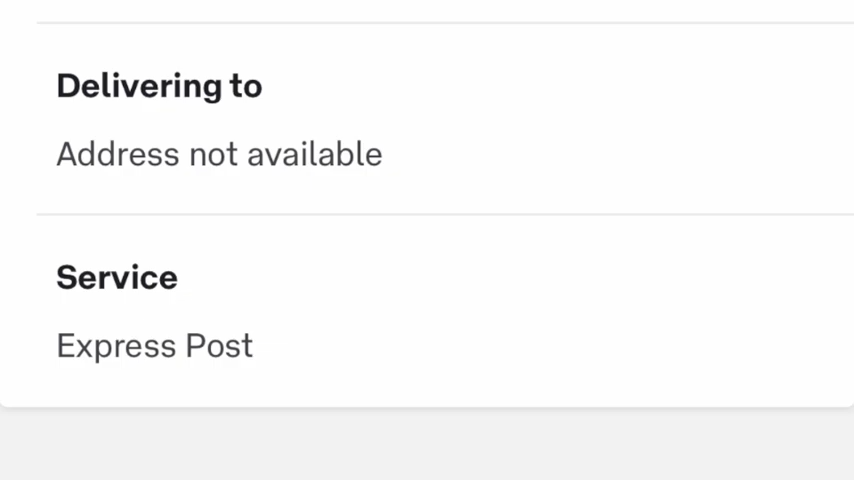 Delivering to
Address not available
Service
Express Post